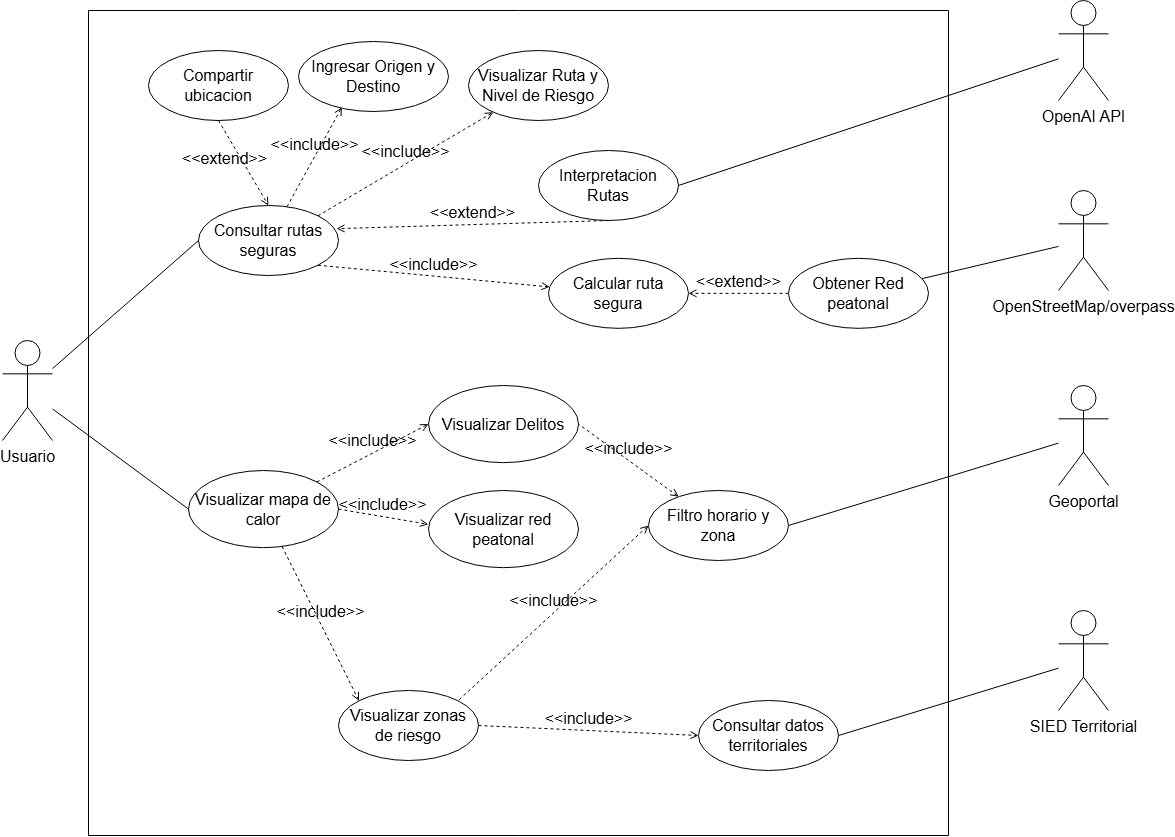 Compartir
ubicacion
Ingresar Origen y
Destino
Visualizar Ruta y
Nivel de Riesgo
OpenAI API
<<extend>>
<<include>>
<<include>>
Interpretacion
Rutas
<<extend>>
Consultar rutas
seguras
<<include>>
Calcular ruta
segura
<<extend>>
Obtener Red
peatonal
OpenStreetMap/overpass
Usuario
Visualizar Delitos
<<include>>
<<include>>
Visualizar mapa de
calor
<<include>>
Visualizar red
peatonal
Filtro horario y
zona
Geoportal
<<include>>
<<include>>
Visualizar zonas
de riesgo
<<include>>
Consultar datos
territoriales
SIED Territorial